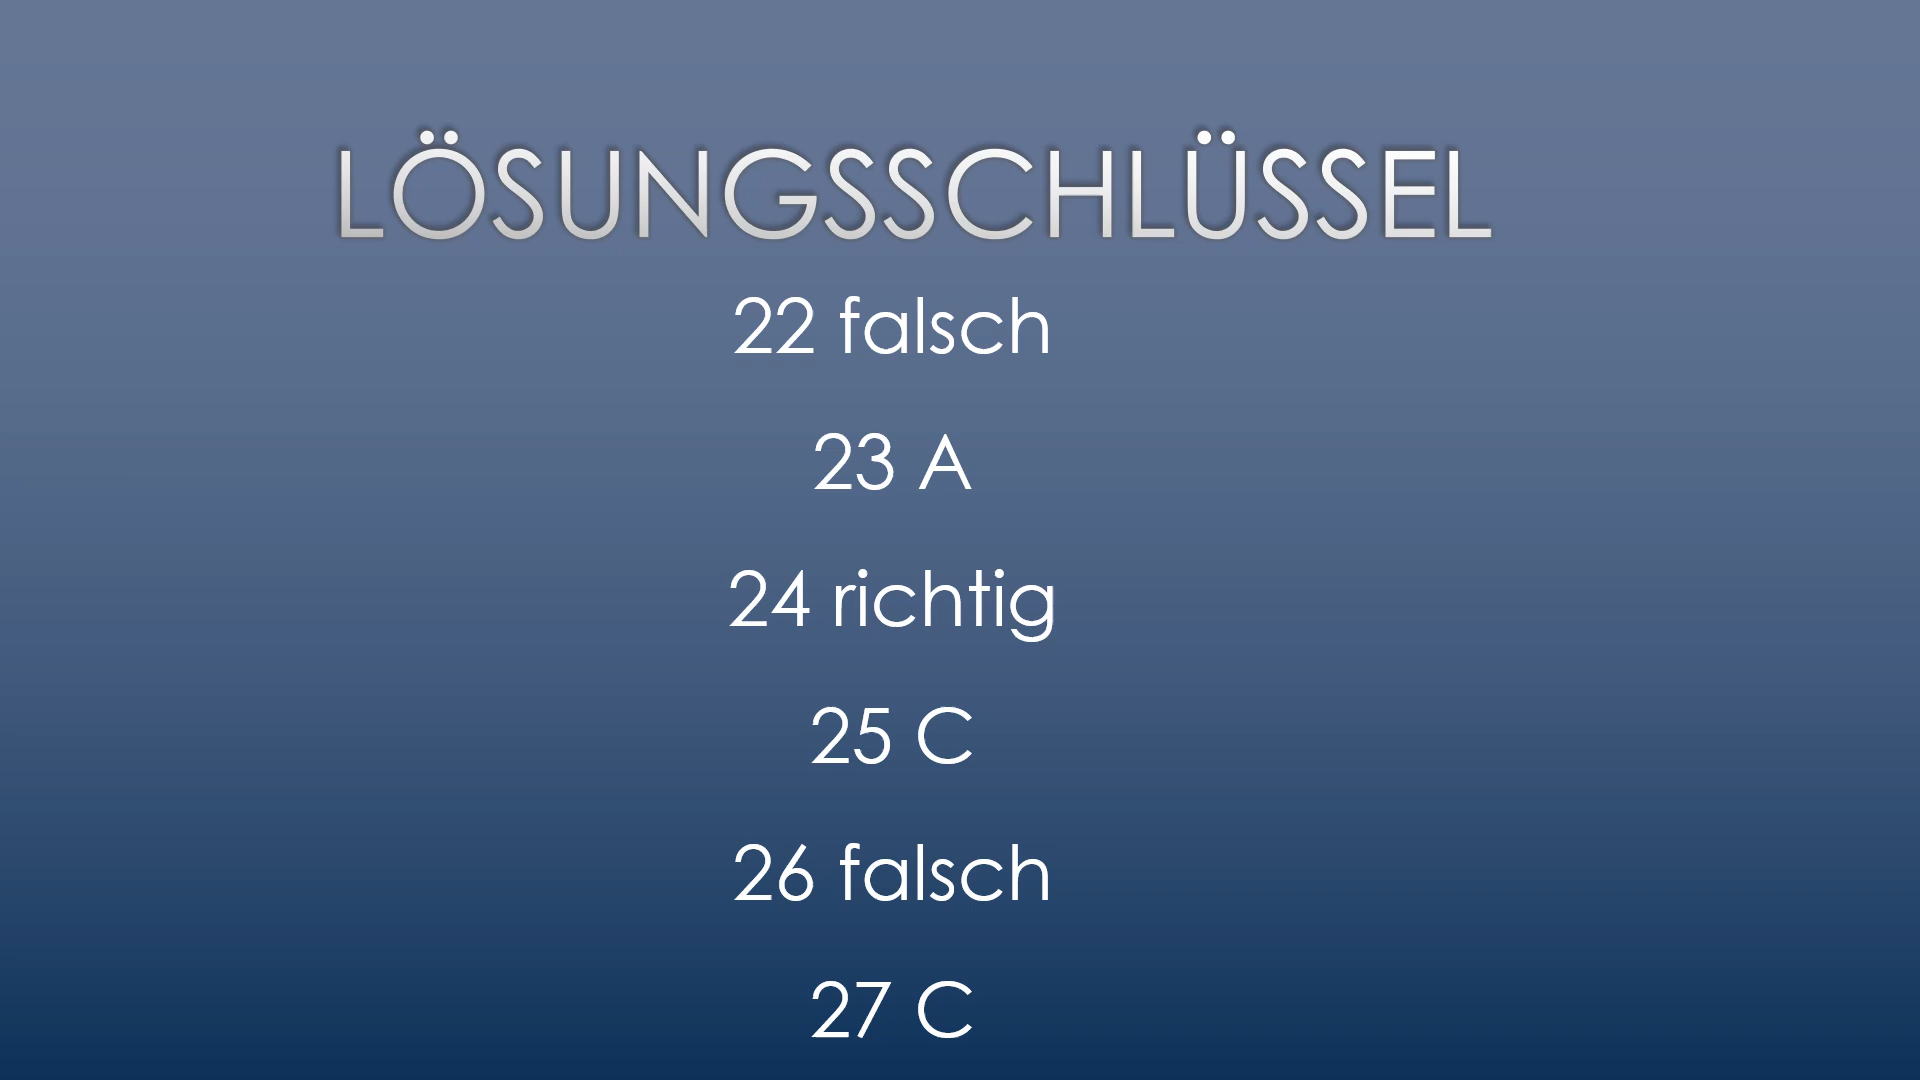 LÖSUNGSSCHLÜSSEL
22 falsch
23 A
24 richtig
25 C
26 falsch
27 C